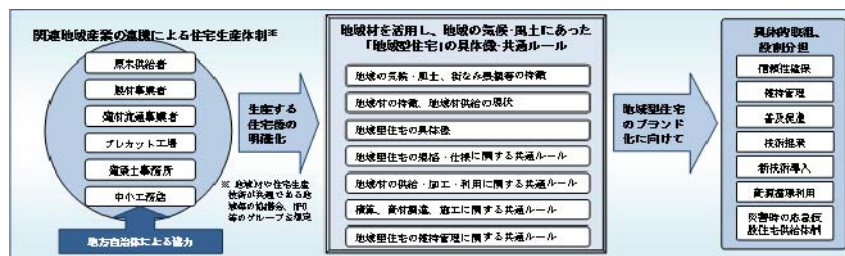 関連地域産業の連携による住宅生産体制※
原木供給者
製材事業者
建材流通事業者
プレカット工場
建築士事務所
中小工務店
地方自治体による協力
生産する
住宅像の
明確化
※ 地域材や住宅生産
技術が共通である地
域等の協議会、NPO
等のグループを想定
地域材を活用し、地域の気候・風土にあった
「地域型住宅」の具体像・共通ルール
地域の気候・風土、街なみ景観等の特徴
地域材の特徴、地域材供給の現状
地域型住宅の具体像
地域型住宅の規格・仕様に関する共通ルール
地域材の供給・加工・利用に関する共通ルール
積算、資材調達、施工に関する共通ルール
地域型住宅の維持管理に関する共通ルール
地域型住宅
のブランド
化に向けて
具体的取組、
役割分担
信頼性確保
維持管理
普及促進
技術継承
新技術導入
資源循環利用
災害時の応急仮
設住宅供給体制